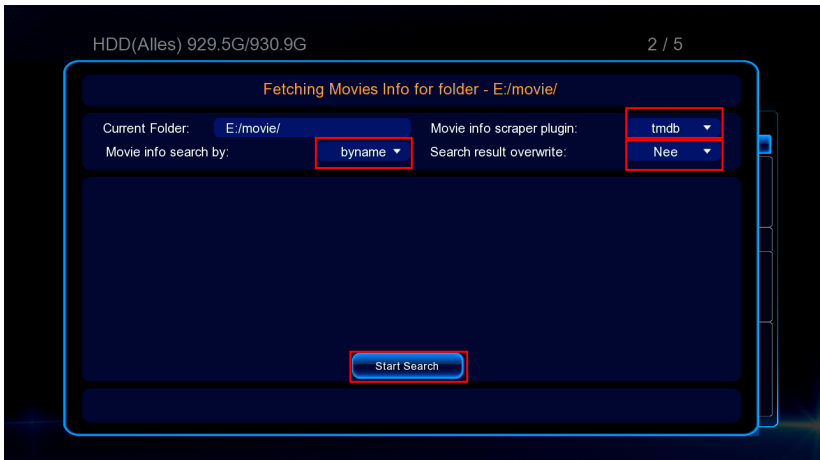 HDD(Alles) 929.5G/930.9G 2 / 5
Fetching Movies Info for folder - E:/movie/
Current Folder: E:/movie/ Movie info scraper plugin: tmdb
Movie info search by: byname Search result overwrite: Nee
Start Search